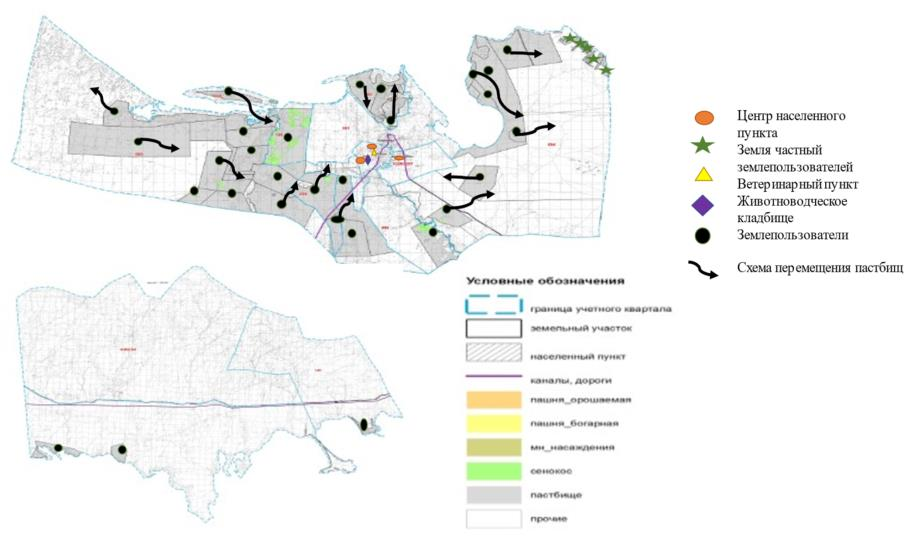 Центр населенного
пункта
Земля частный
землепользователей
Ветеринарный пункт
Животноводческое
кладбище
Землепользователи
Схема перемещения пастбищ
Условные обозначения
граница учетного квартала
земельный участок
населенный пункт
каналы, дороги
пашня_орошаемая
пашня_богарная
мн_насаждения
сенокос
пастбище
прочие